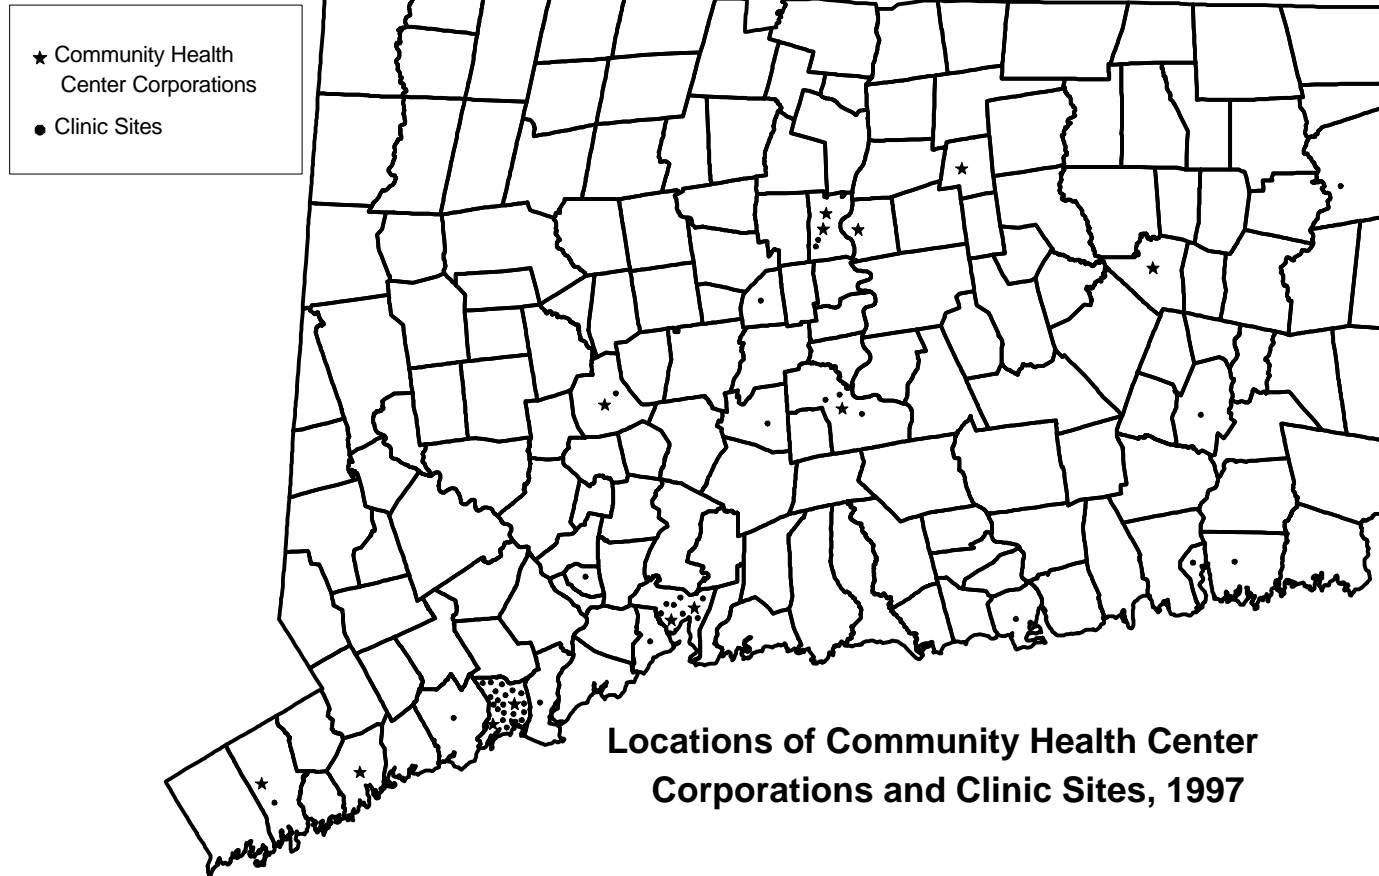 Community Health
Center Corporations
Clinic Sites
Locations of Community Health Center
Corporations and Clinic Sites, 1997